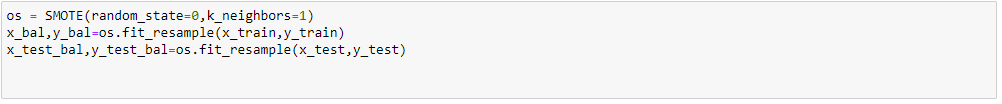 os = SMOTE(random_state=0,k_neighbors=1)
x_bal,y_bal=os.fit_resample(x_train,y_train)
x_test_bal,y_test_bal=os.fit_resample(x_test,y_test)